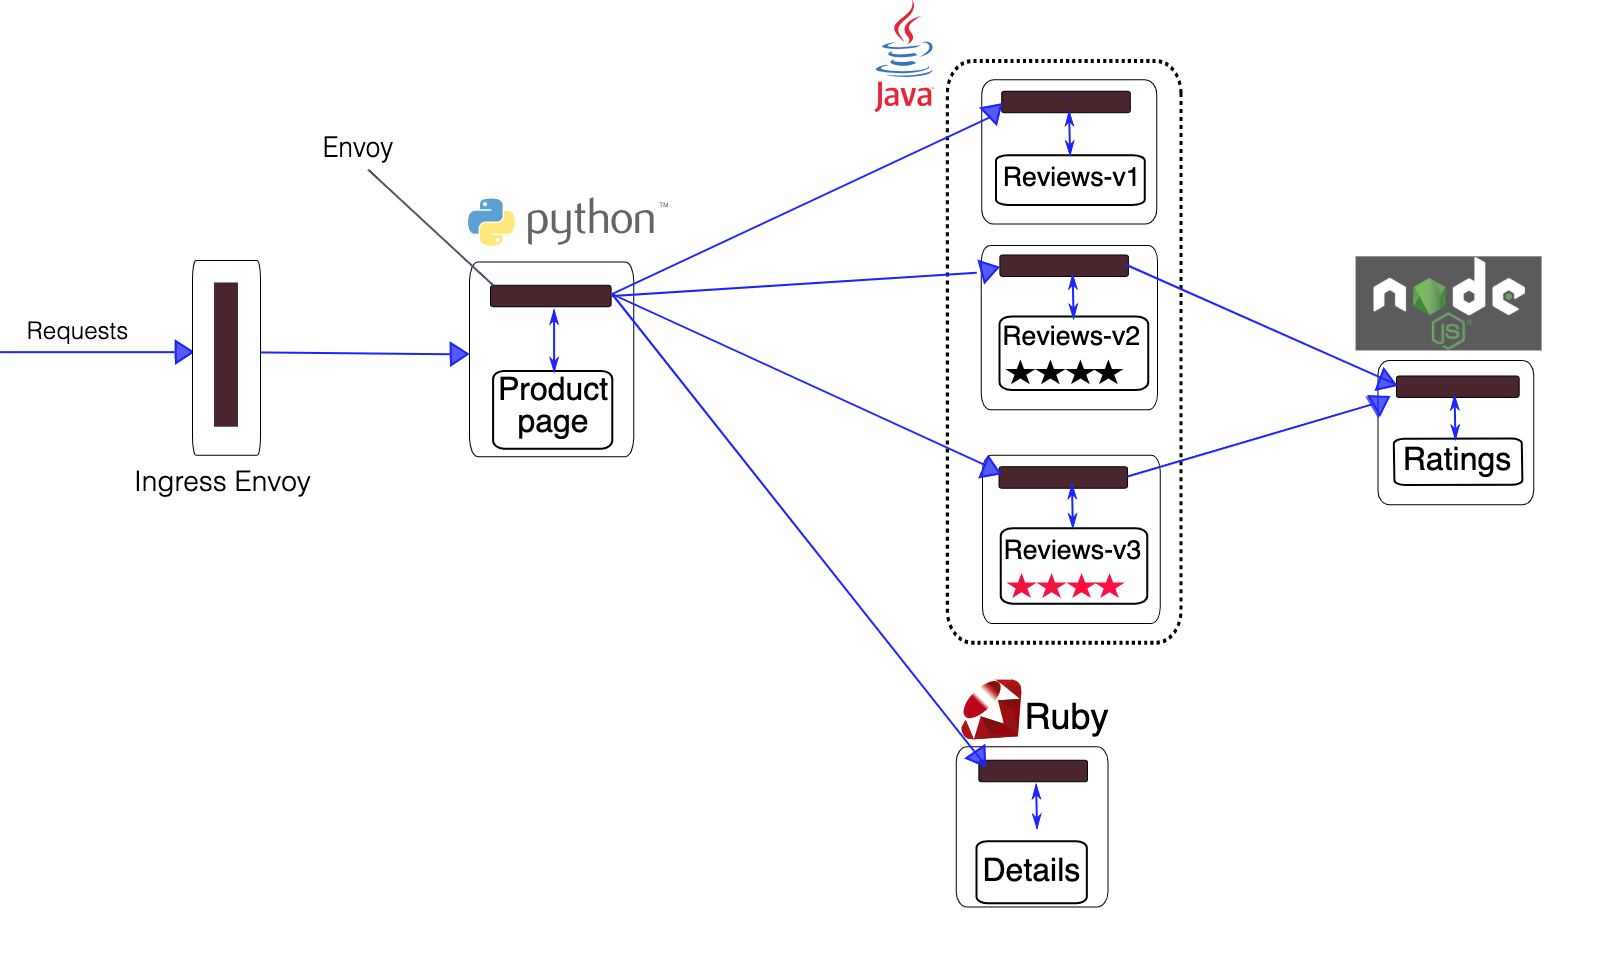 Requests
Ingress Envoy
Envoy
python™
Product
page
Java
Reviews-v1
Reviews-v2
Reviews-v3
node
JS
Ratings
Ruby
Details